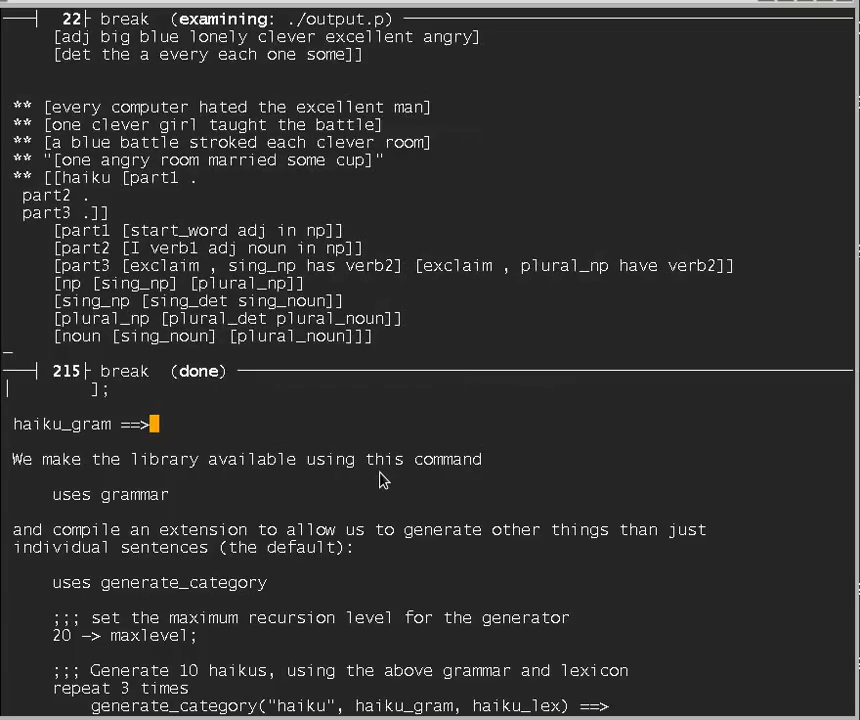 22 break (examining: ./output.p)
[adj big blue lonely clever excellent angry]
[det the a every each one some]]
** [every computer hated the excellent man]
** [one clever girl taught the battle]
** [a blue battle stroked each clever room]
** "[one angry room married some cup]"
** [[haiku [part1 .
part2 .
part3 .]]
[part1 [start_word adj in np]]
[part2 [I verb1 adj noun in np]]
[part3 [exclaim , sing_np has verb2] [exclaim , plural_np have verb2]]
[np [sing_np] [plural_np]]
[sing_np [sing_det sing_noun]]
[plural_np [plural_det plural_noun]]
[noun [sing_noun] [plural_noun]]]
215 break (done)
| ];
haiku_gram ==>
We make the library available using this command
uses grammar
and compile an extension to allow us to generate other things than just
individual sentences (the default):
uses generate_category
;;; set the maximum recursion level for the generator
20 -> maxlevel;
;;; Generate 10 haikus, using the above grammar and lexicon
repeat 3 times
generate_category("haiku", haiku_gram, haiku_lex) ==>